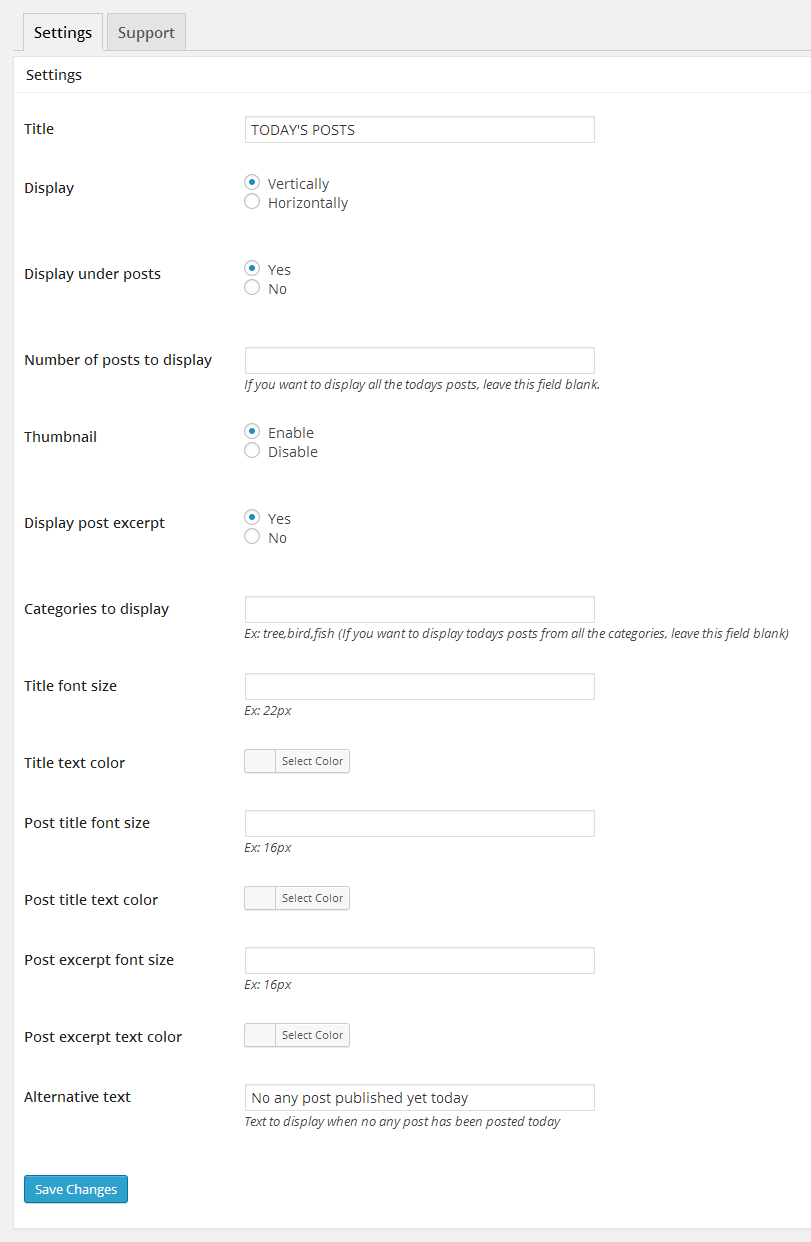 Settings Support
Settings
Title TODAY'S POSTS
Display Vertically
Horizontally
Display under posts Yes
No
Number of posts to display
If you want to display all the todays posts, leave this field blank.
Thumbnail Enable
Disable
Display post excerpt Yes
No
Categories to display
Ex: tree,bird,fish (If you want to display todays posts from all the categories, leave this field blank)
Title font size
Ex: 22px
Title text color Select Color
Post title font size
Ex: 16px
Post title text color Select Color
Post excerpt font size
Ex: 16px
Post excerpt text color Select Color
Alternative text No any post published yet today
Text to display when no any post has been posted today
Save Changes